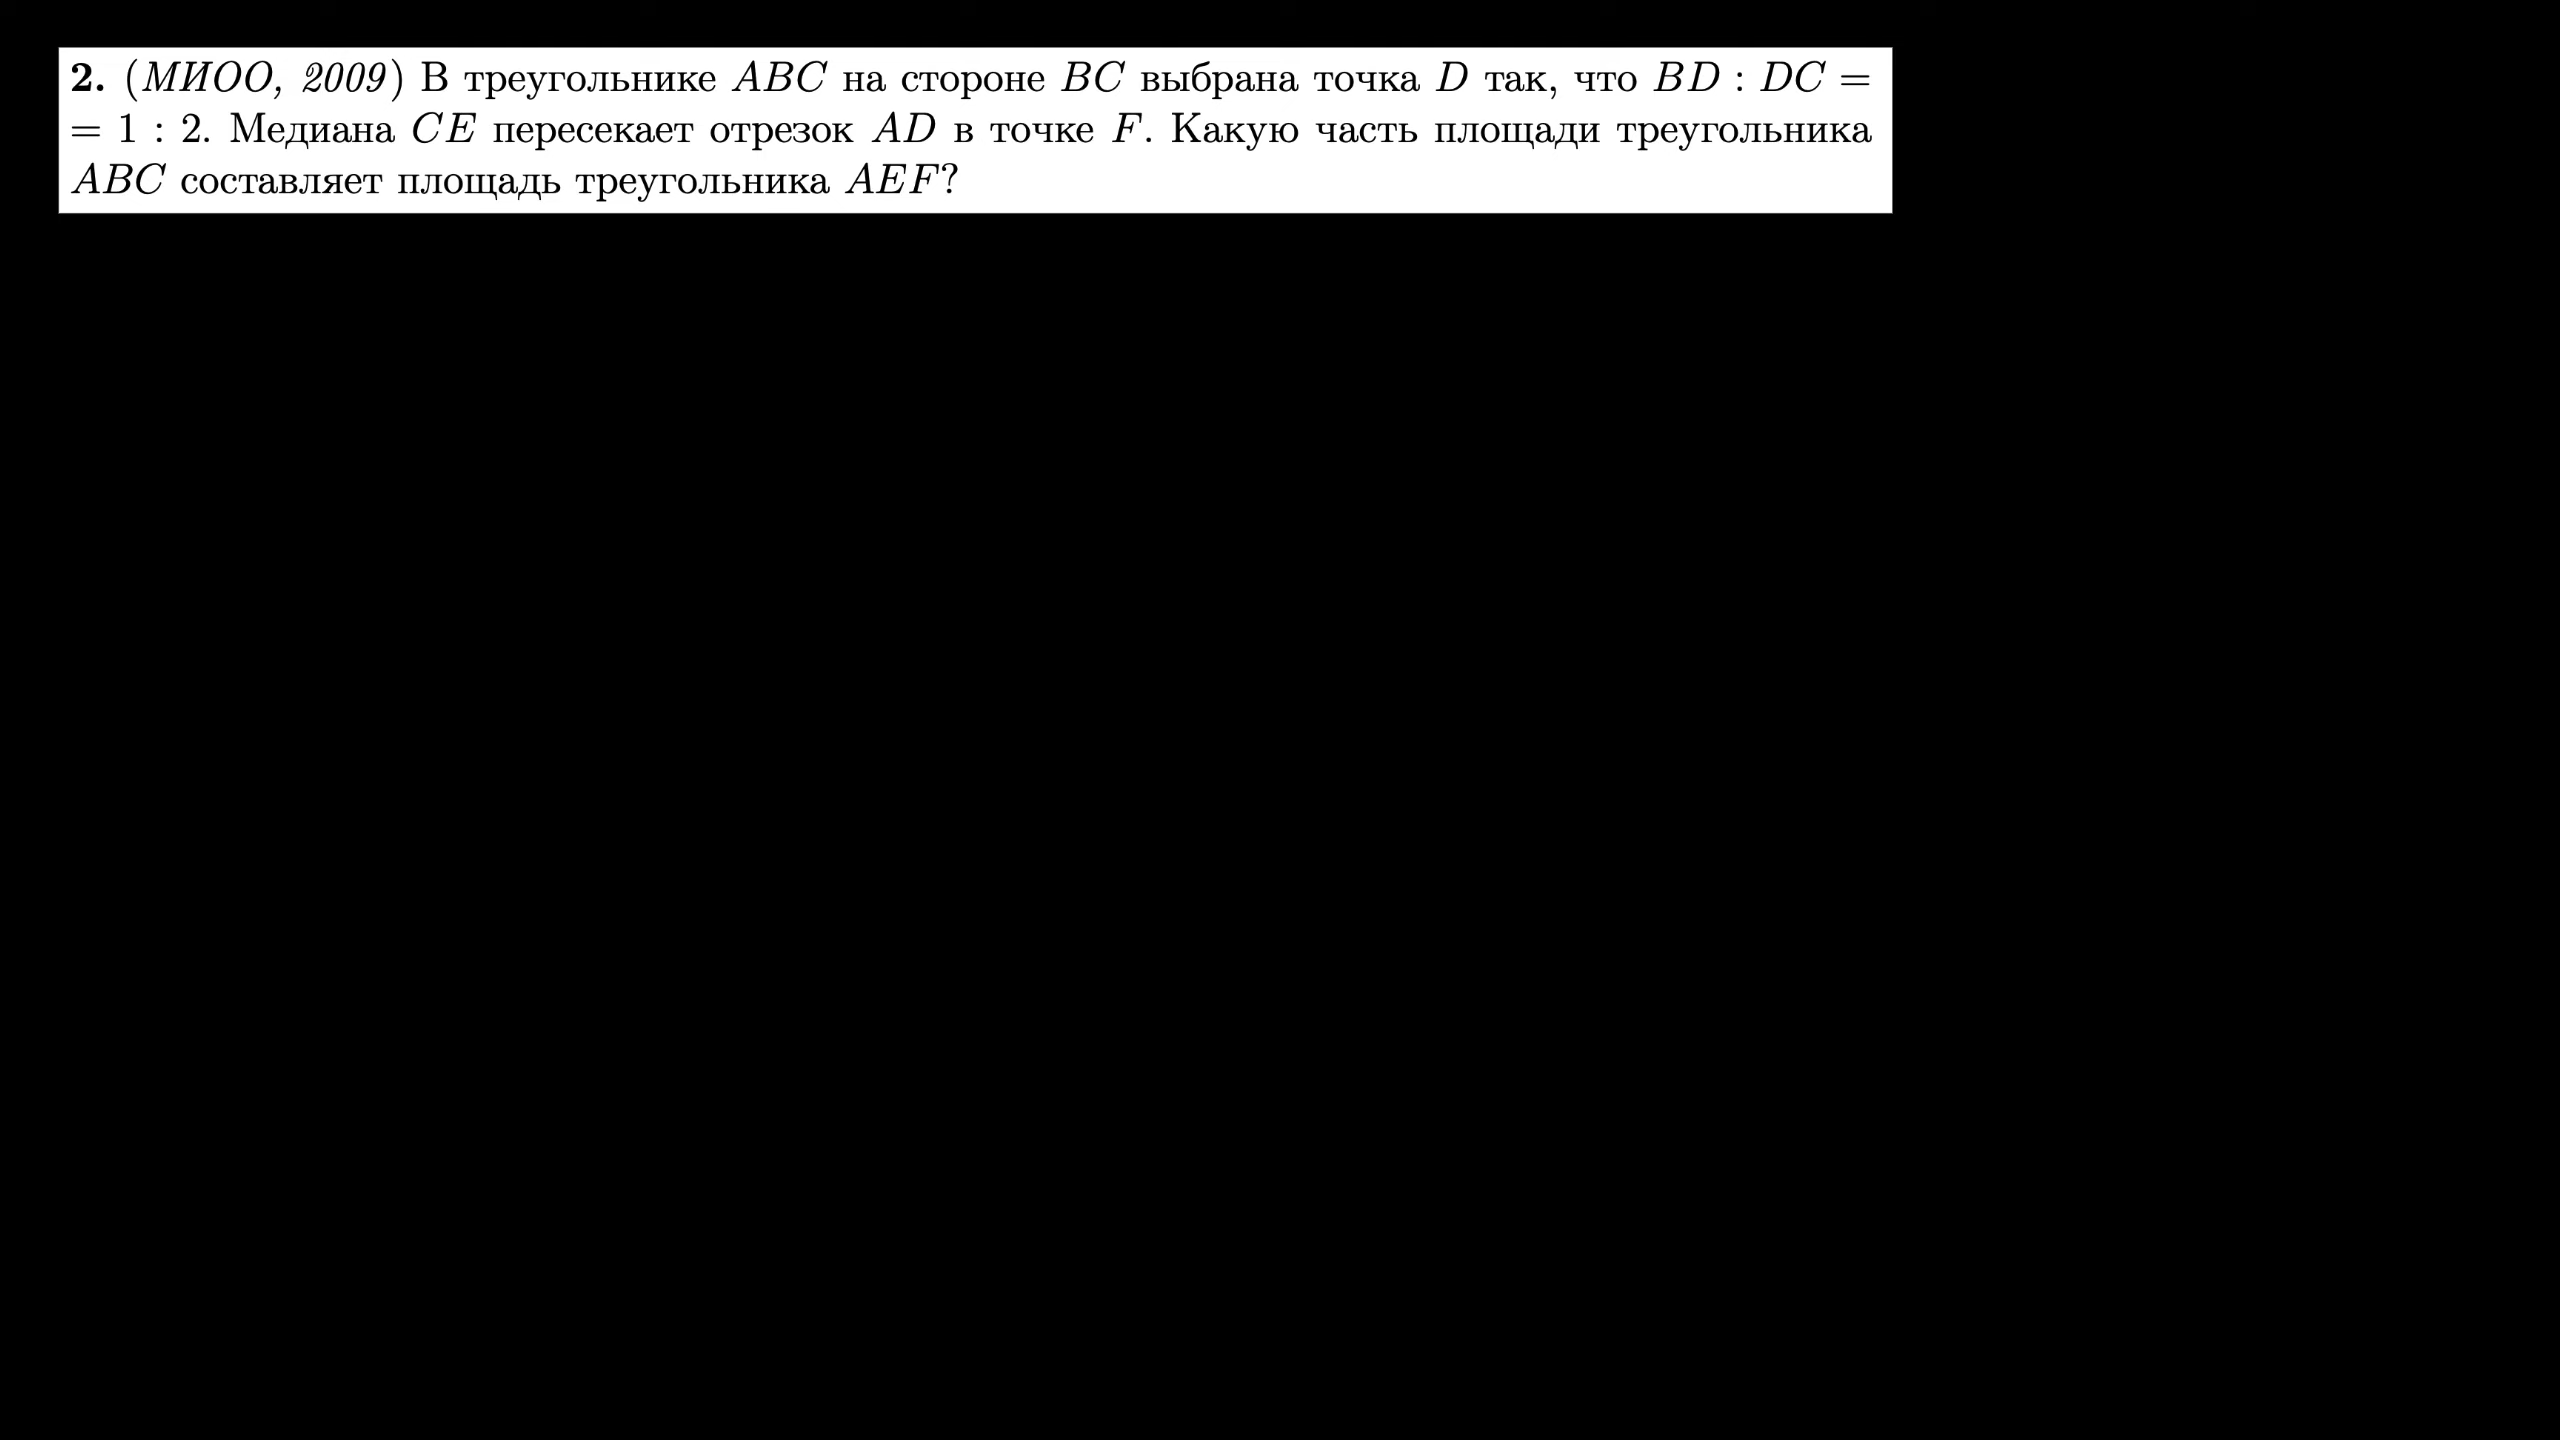 2. (МИОО, 2009) В треугольнике ABC на стороне BC выбрана точка D так, что BD : DC =
= 1 : 2. Медиана CE пересекает отрезок AD в точке F. Какую часть площади треугольника
ABC составляет площадь треугольника AEF?